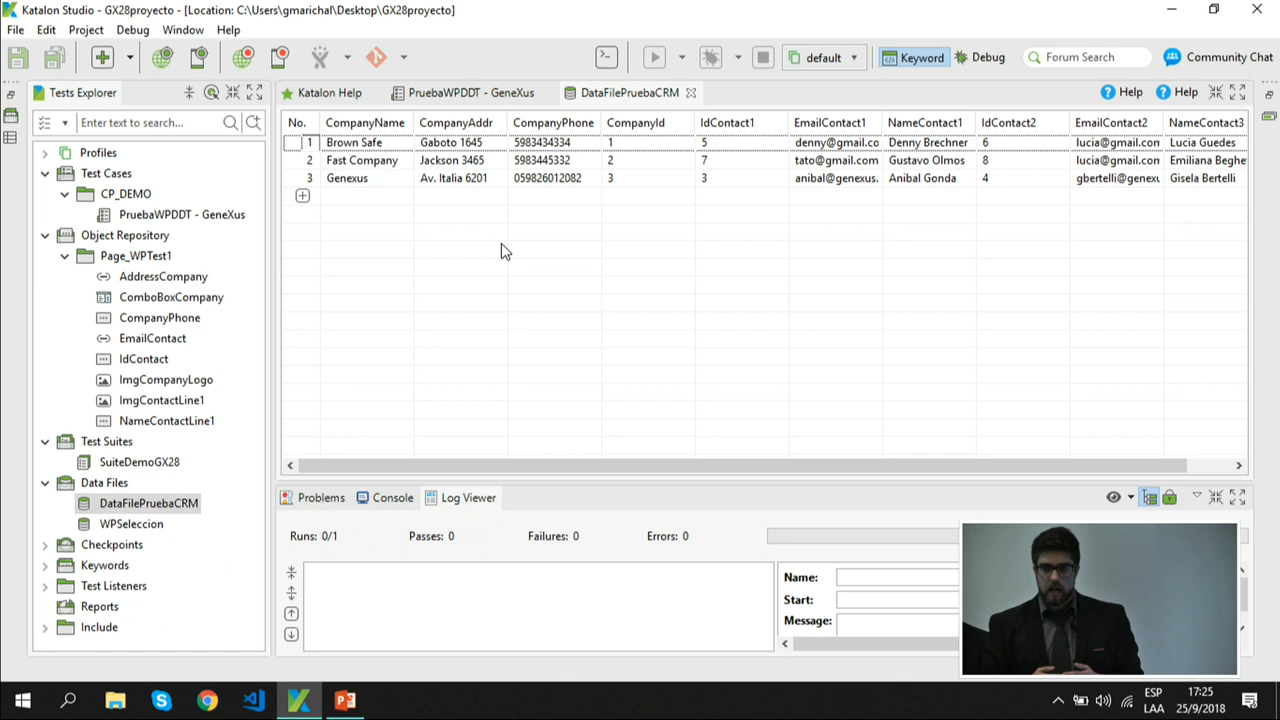 Katalon Studio - GX28proyecto - [Location: C:\Users\gmarichal\Desktop\GX28proyecto]
File Edit Project Debug Window Help
default Keyword Debug Forum Search Community Chat
Tests Explorer
Katalon Help PruebaWPDDT - GeneXus DataFilePruebaCRM Help Help
Enter text to search...
No. CompanyName CompanyAddr CompanyPhone CompanyId IdContact1 EmailContact1 NameContact1 IdContact2 EmailContact2 NameContact3
1 Brown Safe Gaboto 1645 5983434334 1 5 denny@gmail.cc Denny Brechner 6 lucia@gmail.con Lucia Guedes
2 Fast Company Jackson 3465 5983445332 2 7 tato@gmail.com Gustavo Olmos 8 lucia@gmail.con Emiliana Beghe
3 Genexus Av. Italia 6201 059826012082 3 3 anibal@genexus. Anibal Gonda 4 gbertelli@genexu Gisela Bertelli
Profiles
Test Cases
CP_DEMO
PruebaWPDDT - GeneXus
Object Repository
Page_WPTest1
AddressCompany
ComboBoxCompany
CompanyPhone
EmailContact
IdContact
ImgCompanyLogo
ImgContactLine1
NameContactLine1
Test Suites
SuiteDemoGX28
Data Files
DataFilePruebaCRM
WPSeleccion
Checkpoints
Keywords
Test Listeners
Reports
Include
Problems Console Log Viewer
Runs: 0/1 Passes: 0 Failures: 0 Errors: 0
Name:
Start:
Message:
ESP
LAA
17:25
25/9/2018